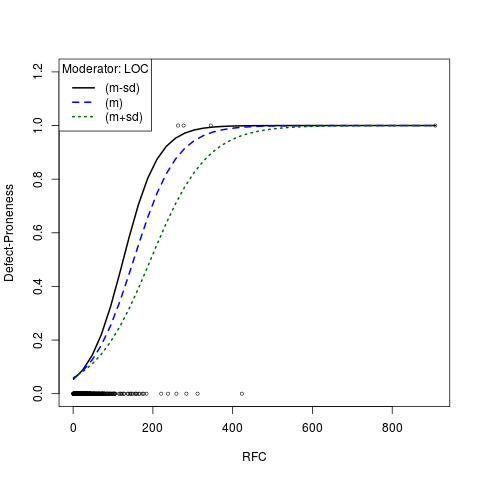 Moderator: LOC
(m-sd)
(m)
(m+sd)
Defect-Proneness
1.2
1.0
0.8
0.6
0.4
0.2
0.0
0 200 400 600 800
RFC